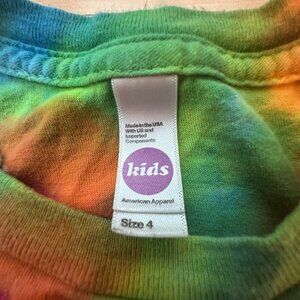 Made in the USA
With US and
Imported
Components
kids
American Apparel
Size 4